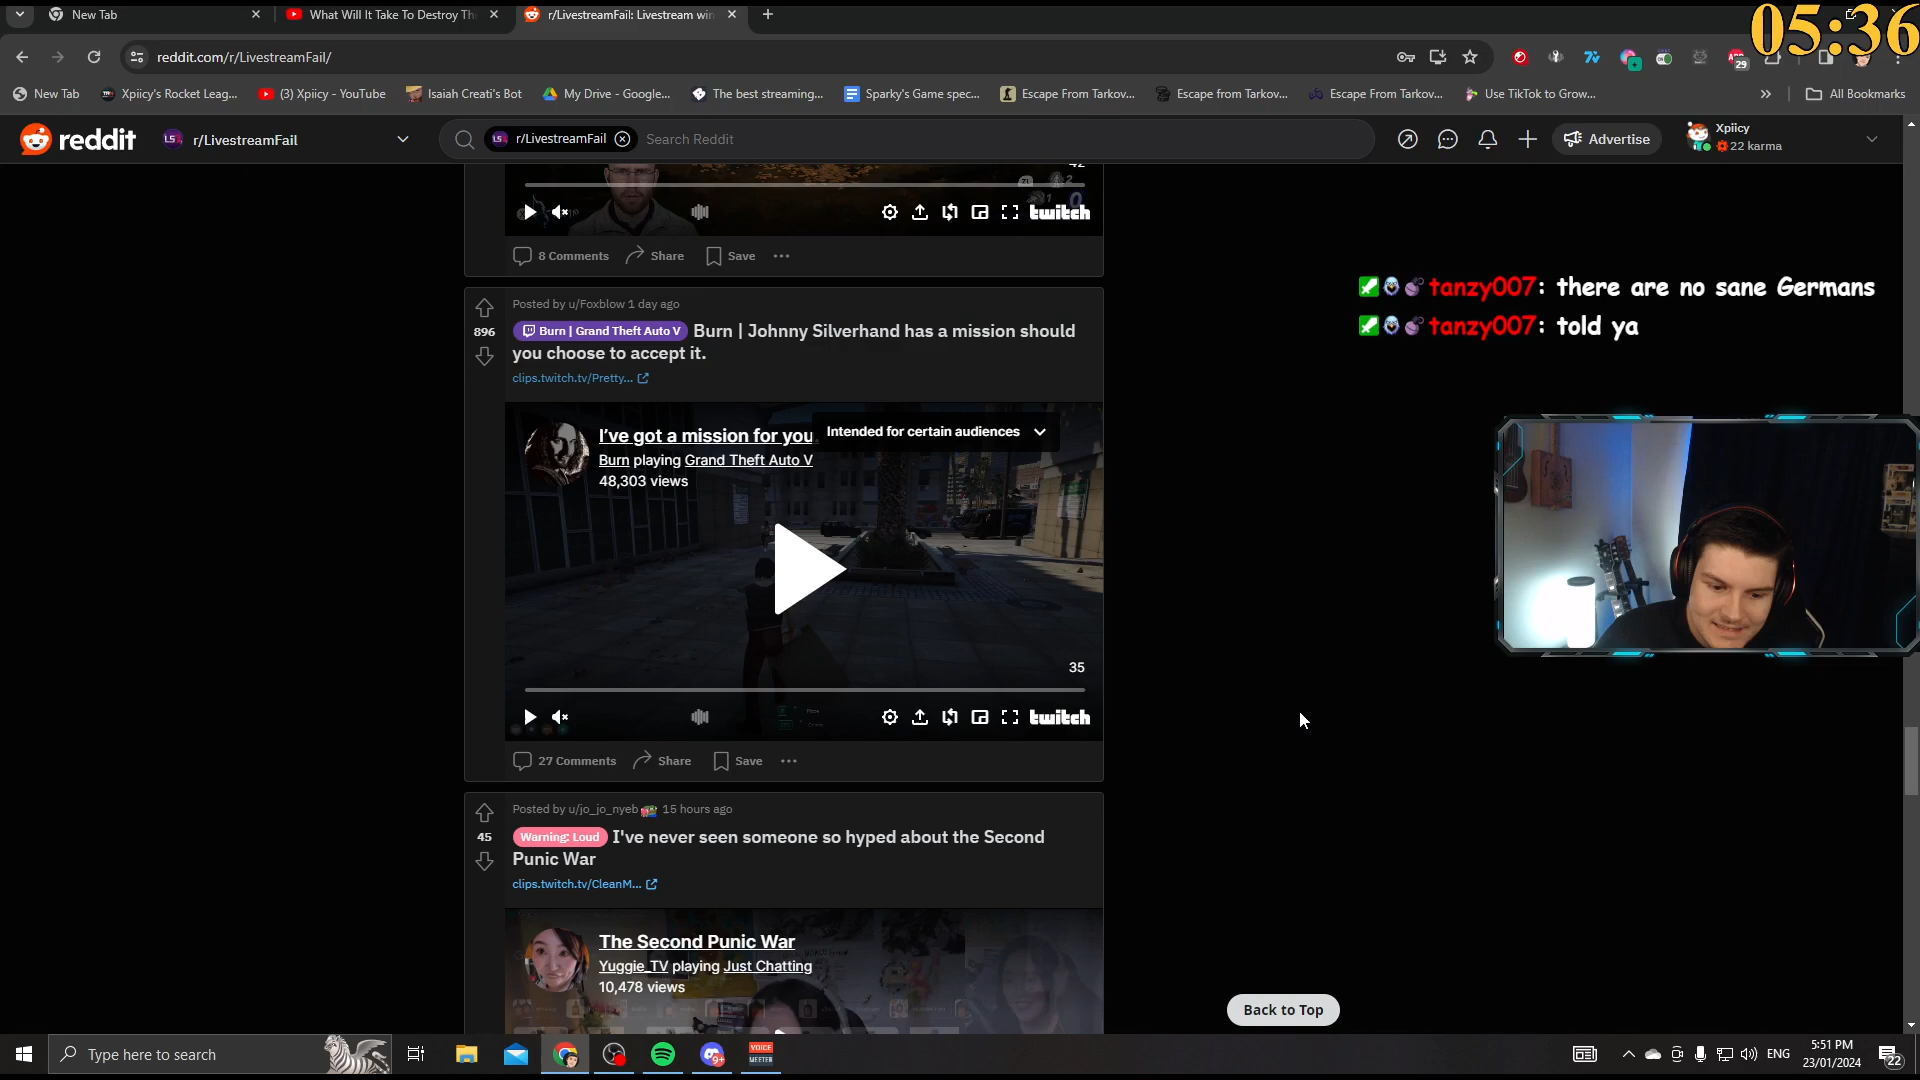 New Tab
What Will It Take To Destroy Th
r/LivestreamFail: Livestream win
05:36
reddit.com/r/LivestreamFail/
29
New Tab
Xpiicy's Rocket Leag...
(3) Xpiicy - YouTube
Isaiah Creati's Bot
My Drive - Google...
The best streaming...
Sparky's Game spec...
Escape From Tarkov...
Escape from Tarkov...
Escape From Tarkov...
Use TikTok to Grow...
All Bookmarks
reddit
r/LivestreamFail
r/LivestreamFail
Search Reddit
Advertise
Xpiicy
22 karma
42
twitch
8 Comments
Share
Save
tanzy007: there are no sane Germans
tanzy007: told ya
Posted by u/Foxblow 1 day ago
896
Burn | Grand Theft Auto V
Burn | Johnny Silverhand has a mission should
you choose to accept it.
clips.twitch.tv/Pretty...
I've got a mission for you
Intended for certain audiences
Burn playing Grand Theft Auto V
48,303 views
35
twitch
27 Comments
Share
Save
Posted by u/jo_jo_nyeb 15 hours ago
45
Warning: Loud
I've never seen someone so hyped about the Second
Punic War
clips.twitch.tv/CleanM...
The Second Punic War
Yuggie_TV playing Just Chatting
10,478 views
Back to Top
Type here to search
9+
VOICE
MEETER
ENG
5:51 PM
23/01/2024
22